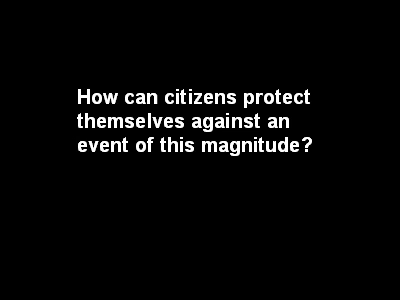 How can citizens protect
themselves against an
event of this magnitude?